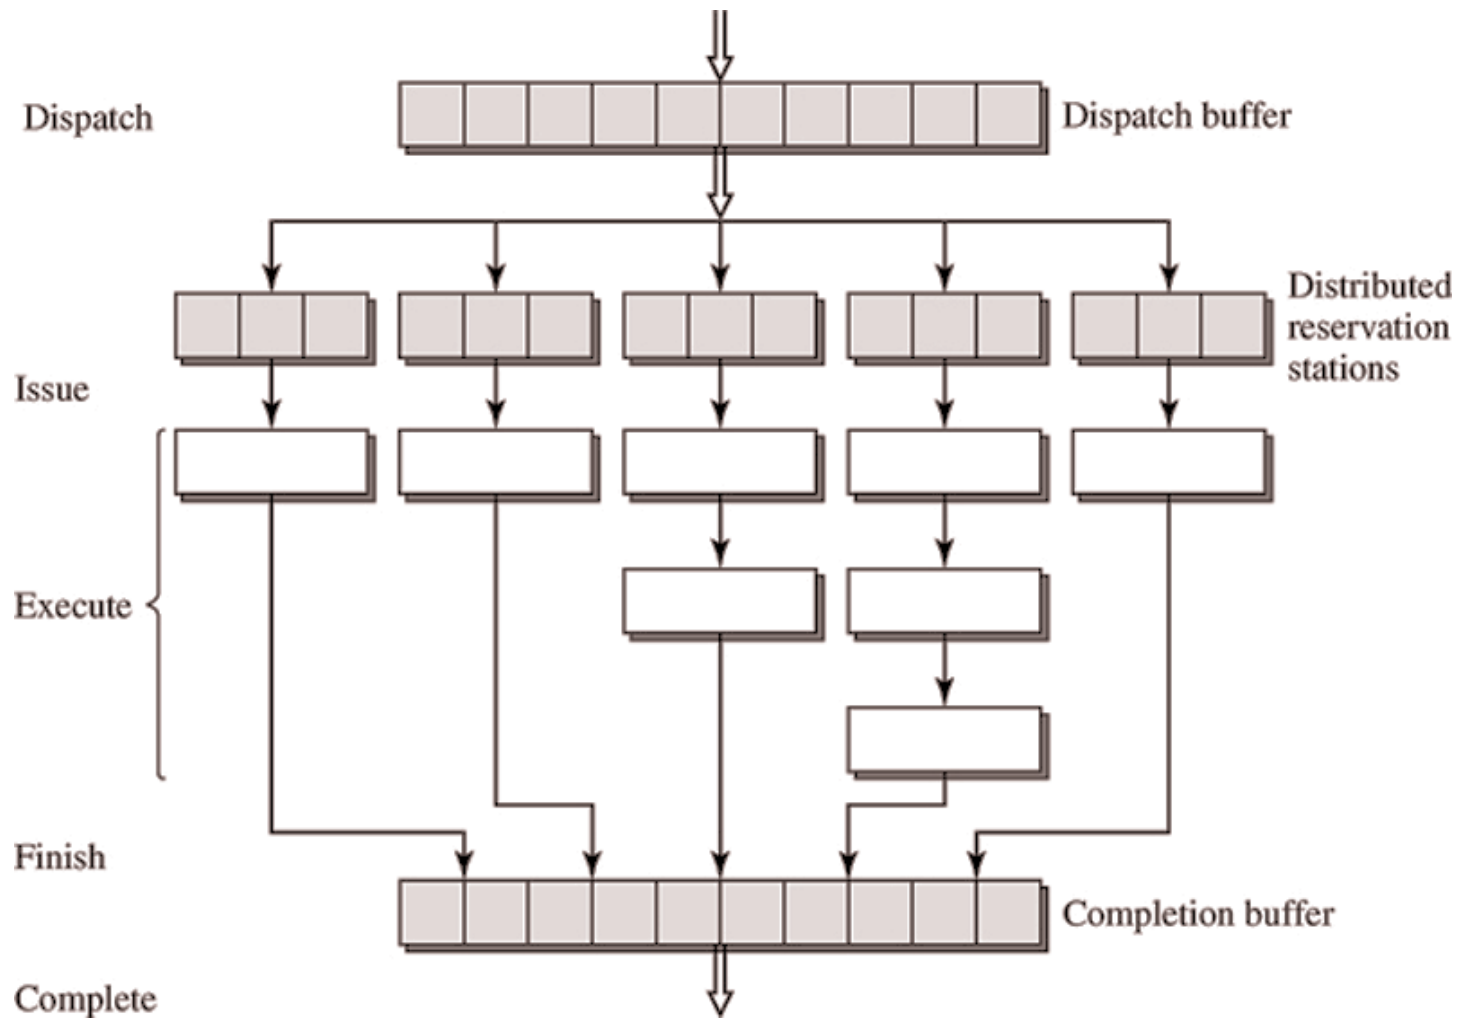 Dispatch
Dispatch buffer
Distributed
reservation
stations
Issue
Execute
Finish
Completion buffer
Complete